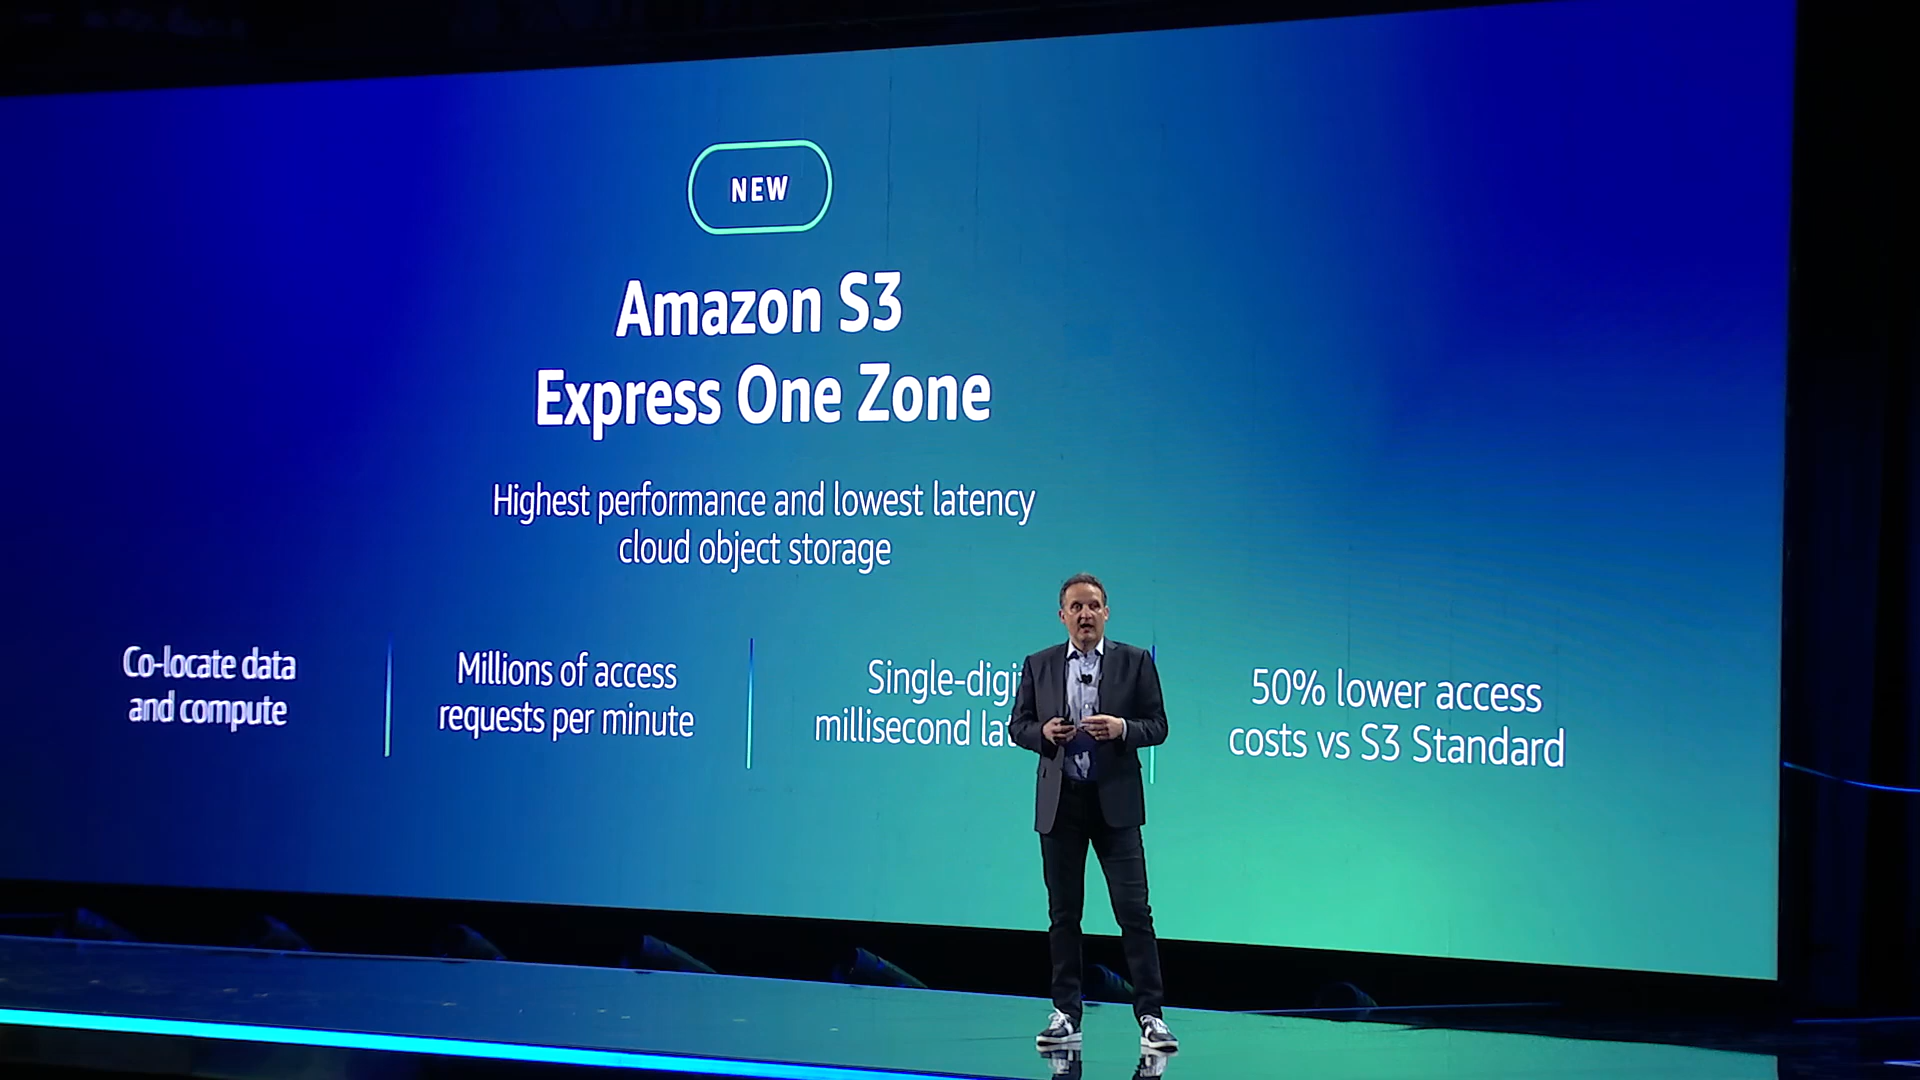 NEW
Amazon S3
Express One Zone
Highest performance and lowest latency
cloud object storage
Co-locate data
and compute
Millions of access
requests per minute
Single-digi
millisecond
50% lower access
costs vs S3 Standard